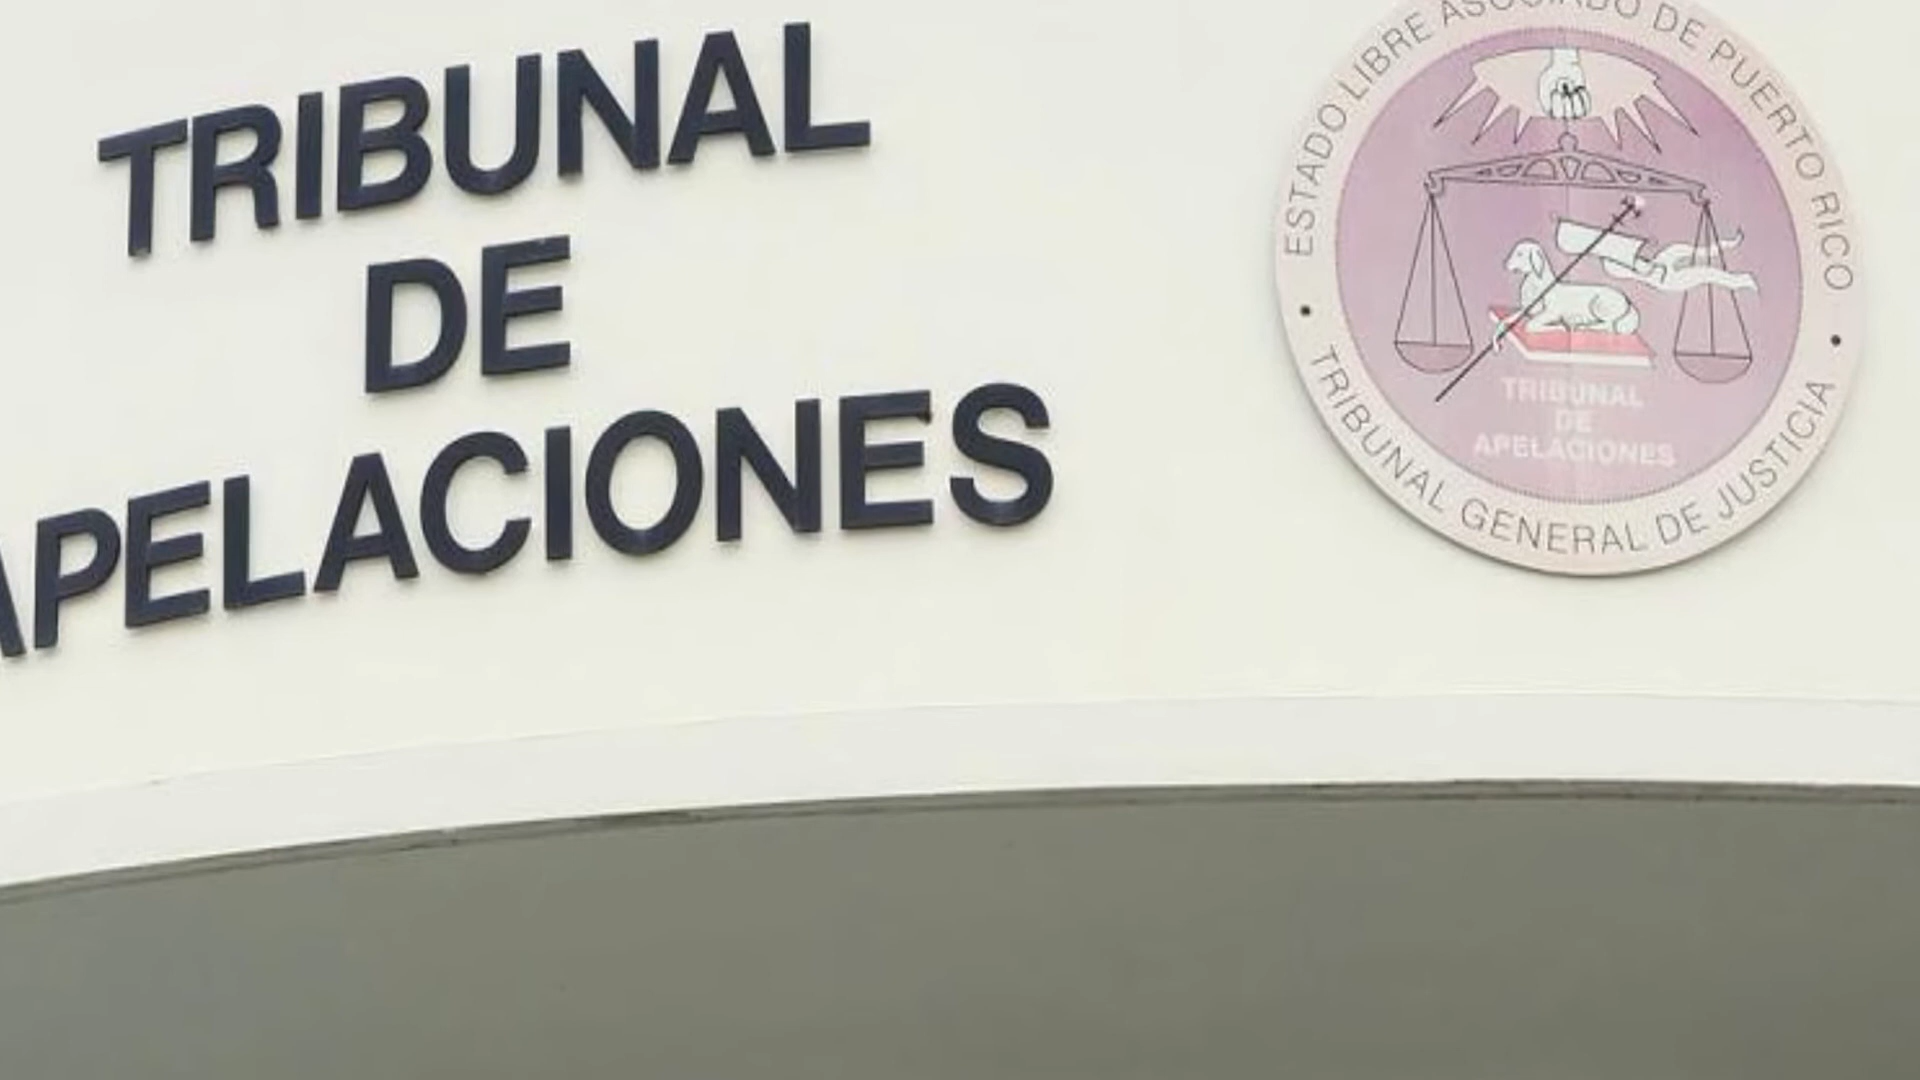 TRIBUNAL
DE
APELACIONES
ESTADO LIBRE ASOCIADO DE PUERTO RICO
TRIBUNAL
DE
APELACIONES
TRIBUNAL GENERAL DE JUSTICIA